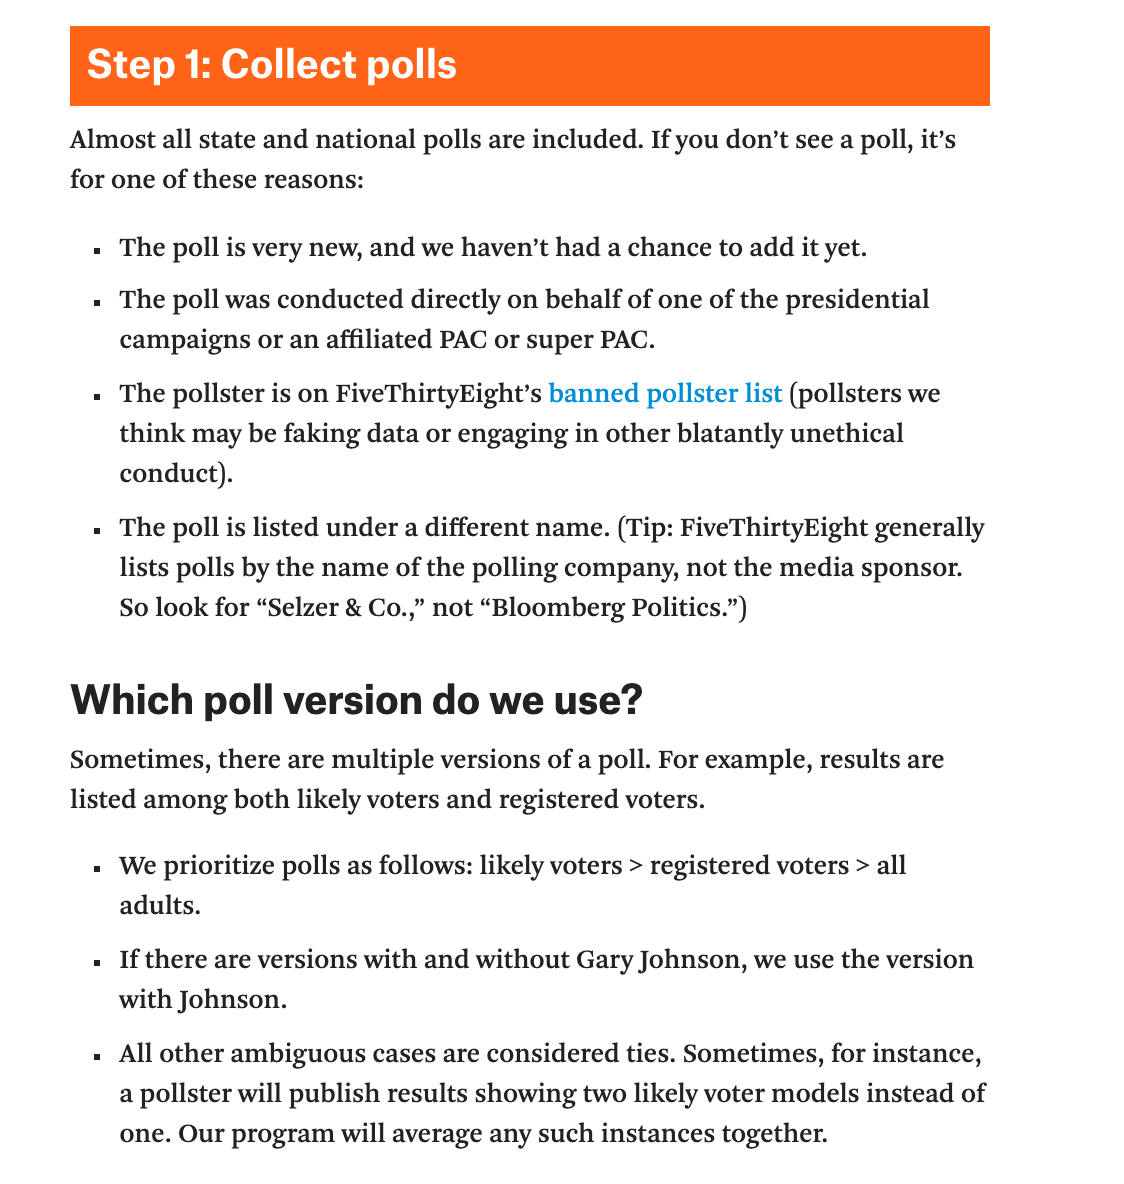 Step 1: Collect polls
Almost all state and national polls are included. If you don’t see a poll, it’s
for one of these reasons:
▪ The poll is very new, and we haven’t had a chance to add it yet.
▪ The poll was conducted directly on behalf of one of the presidential
campaigns or an affiliated PAC or super PAC.
▪ The pollster is on FiveThirtyEight’s banned pollster list (pollsters we
think may be faking data or engaging in other blatantly unethical
conduct).
▪ The poll is listed under a different name. (Tip: FiveThirtyEight generally
lists polls by the name of the polling company, not the media sponsor.
So look for “Selzer & Co.,” not “Bloomberg Politics.”)
Which poll version do we use?
Sometimes, there are multiple versions of a poll. For example, results are
listed among both likely voters and registered voters.
▪ We prioritize polls as follows: likely voters > registered voters > all
adults.
▪ If there are versions with and without Gary Johnson, we use the version
with Johnson.
▪ All other ambiguous cases are considered ties. Sometimes, for instance,
a pollster will publish results showing two likely voter models instead of
one. Our program will average any such instances together.